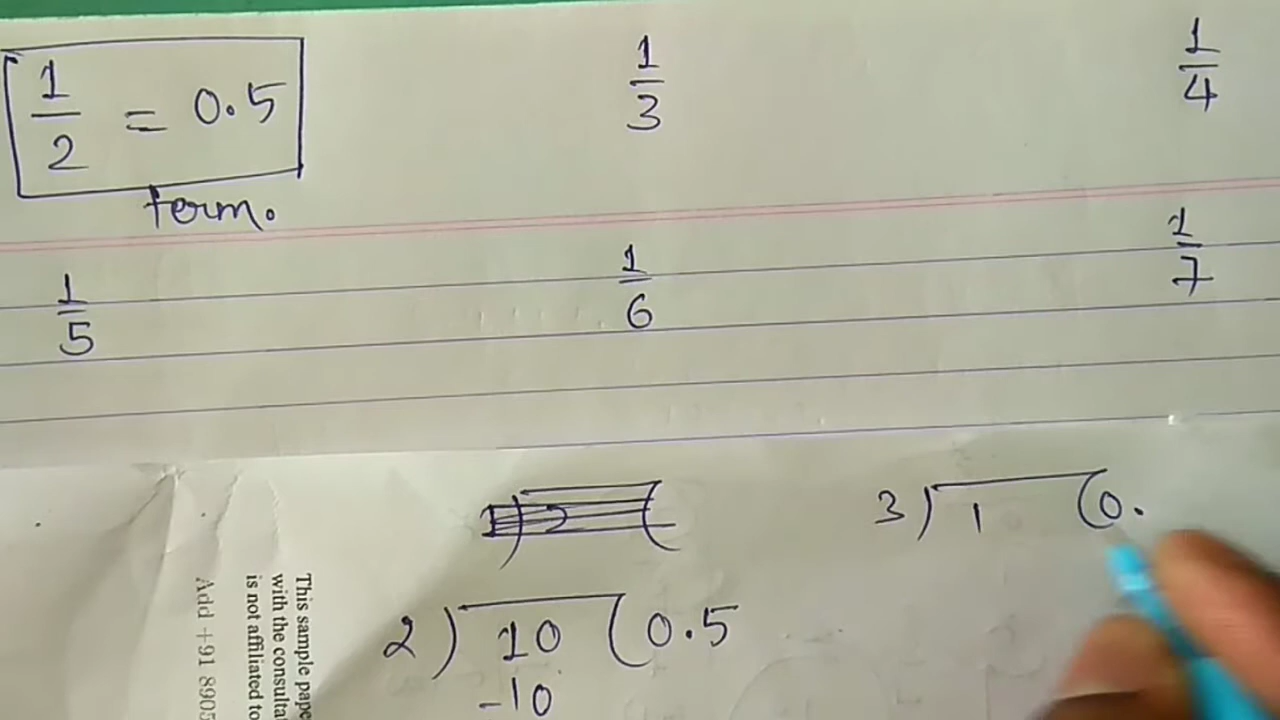 1/2 = 0.5
term.
1/3
1/4
1/5
1/6
1/7
3) 1 (0.
2) 10 (0.5
-10
This sample pape
with the consulta
is not affiliated to
Add +91 8905